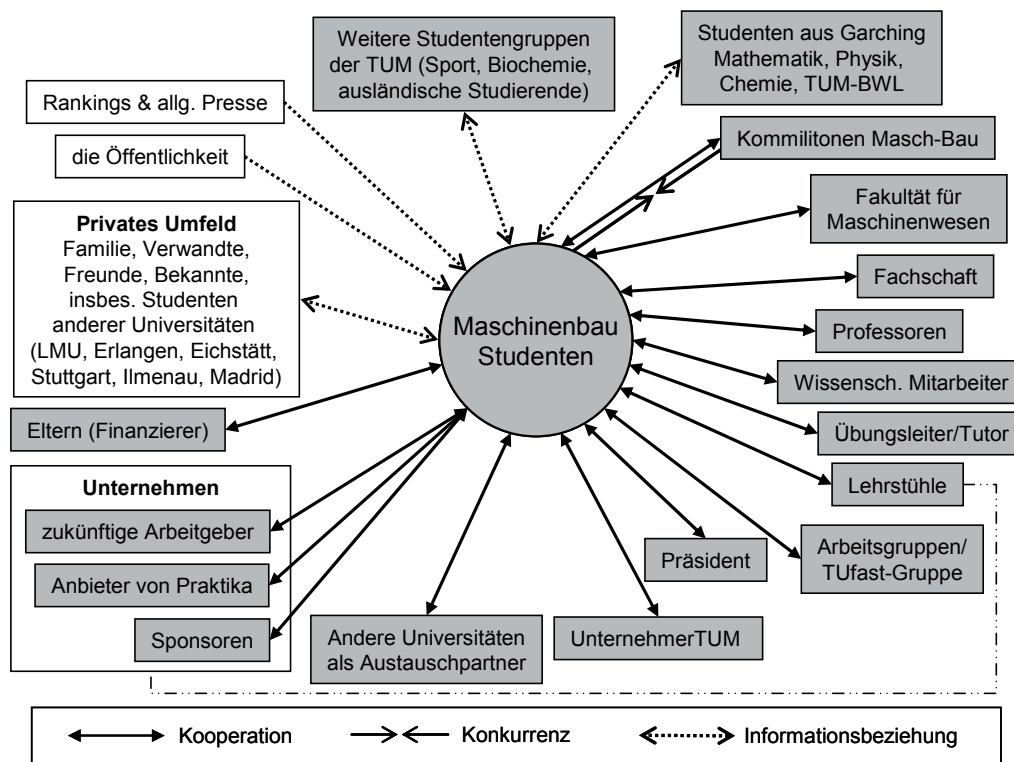 Weitere Studentengruppen
der TUM (Sport, Biochemie,
ausländische Studierende)
Studenten aus Garching
Mathematik, Physik,
Chemie, TUM-BWL
Rankings & allg. Presse
die Öffentlichkeit
Kommilitonen Masch-Bau
Privates Umfeld
Familie, Verwandte,
Freunde, Bekannte,
insbes. Studenten
anderer Universitäten
(LMU, Erlangen, Eichstätt,
Stuttgart, Ilmenau, Madrid)
Fakultät für
Maschinenwesen
Fachschaft
Maschinenbau
Studenten
Professoren
Wissensch. Mitarbeiter
Eltern (Finanzierer)
Übungsleiter/Tutor
Unternehmen
zukünftige Arbeitgeber
Anbieter von Praktika
Sponsoren
Lehrstühle
Arbeitsgruppen/
TUfast-Gruppe
Präsident
Andere Universitäten
als Austauschpartner
UnternehmerTUM
Kooperation
Konkurrenz
Informationsbeziehung